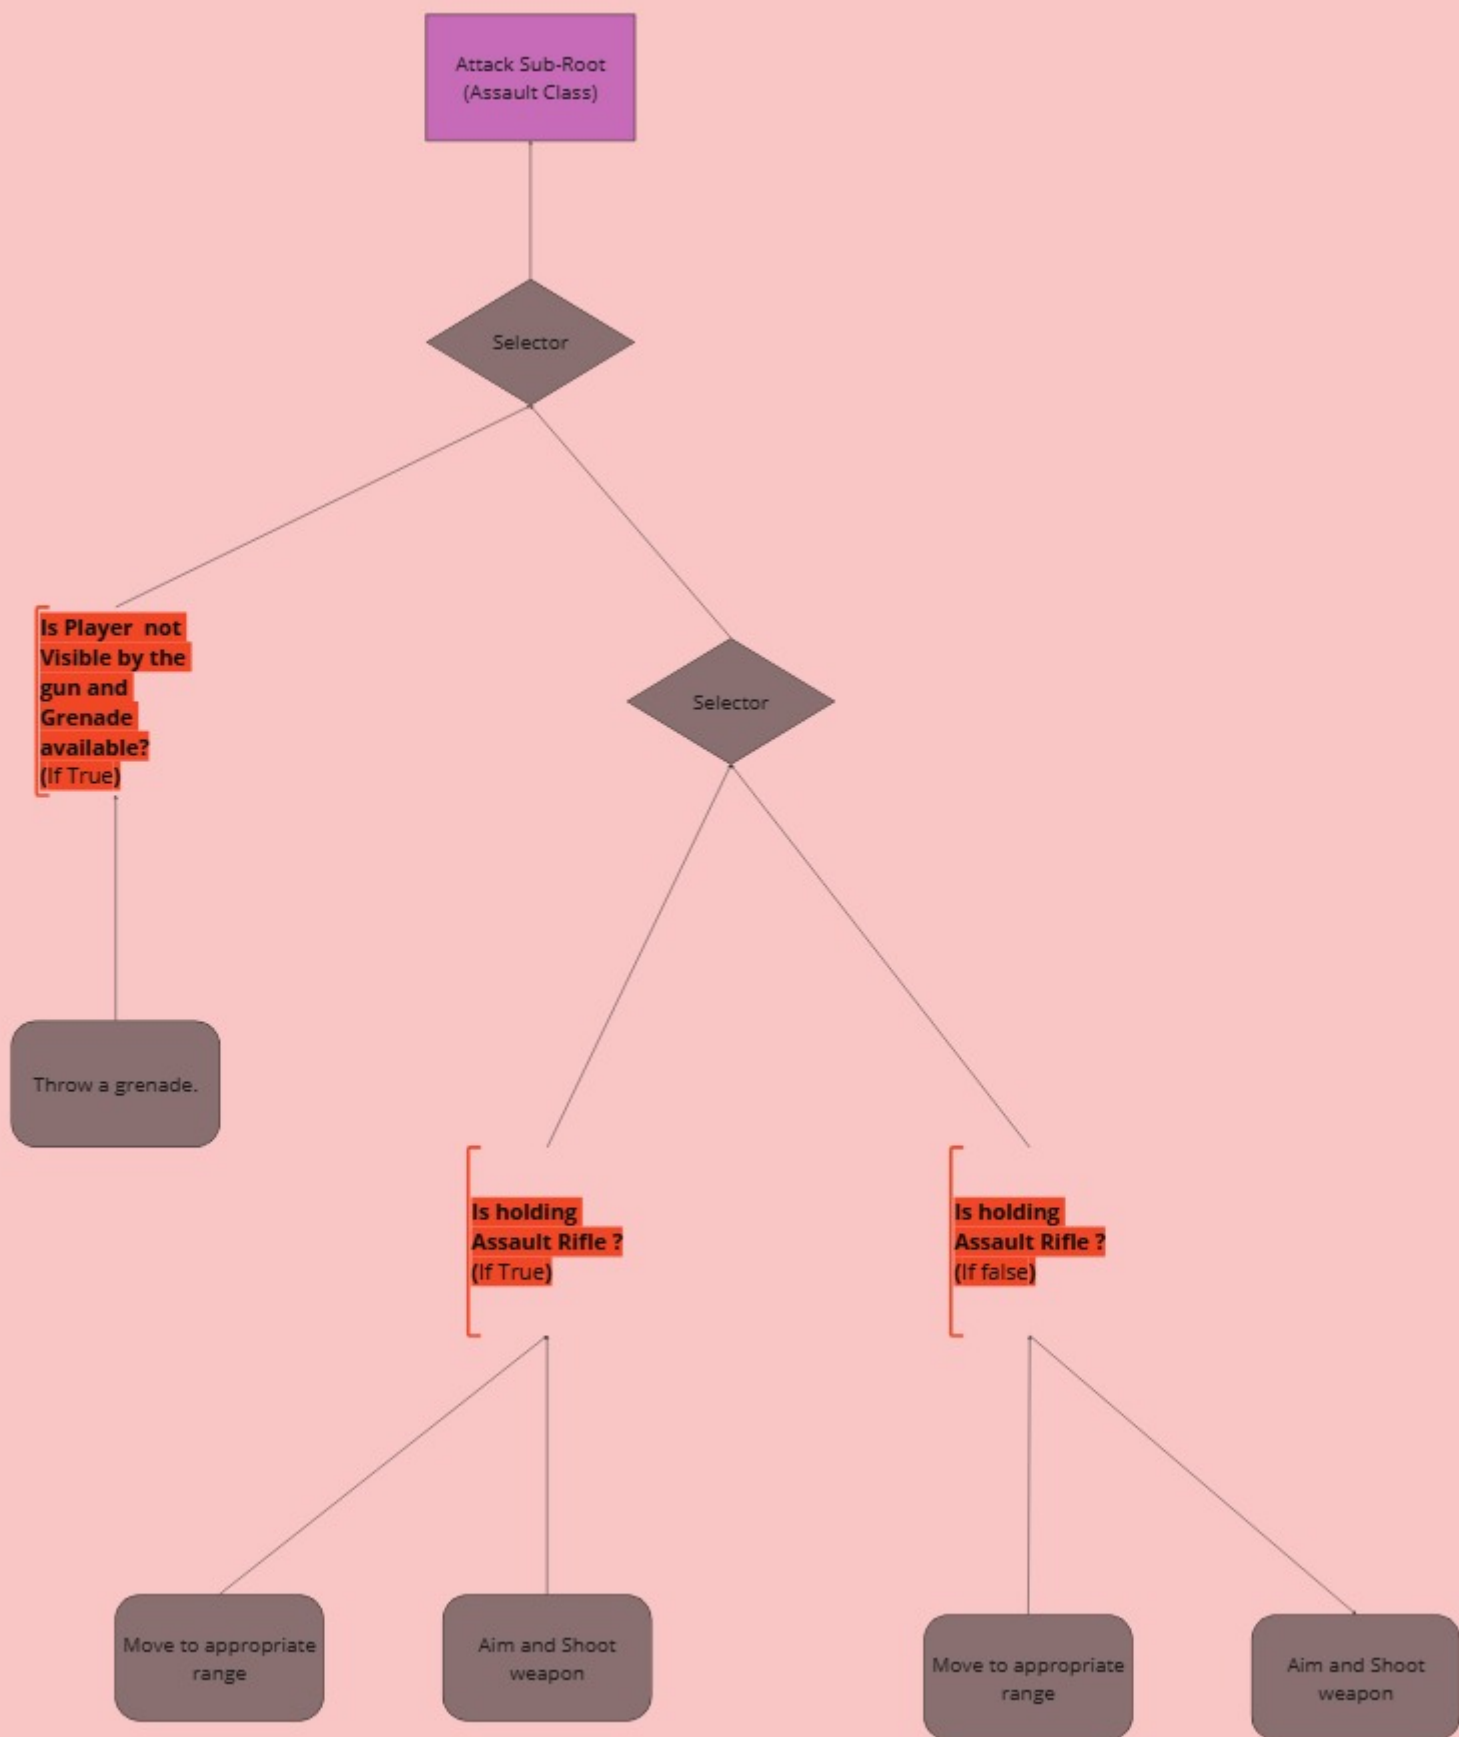 Attack Sub-Root
(Assault Class)
Selector
Is Player  not
Visible by the
gun and
Grenade
available?
(If True)
Selector
Throw a grenade.
Is holding
Assault Rifle ?
(If True)
Is holding
Assault Rifle ?
(If false)
Move to appropriate
range
Aim and Shoot
weapon
Move to appropriate
range
Aim and Shoot
weapon